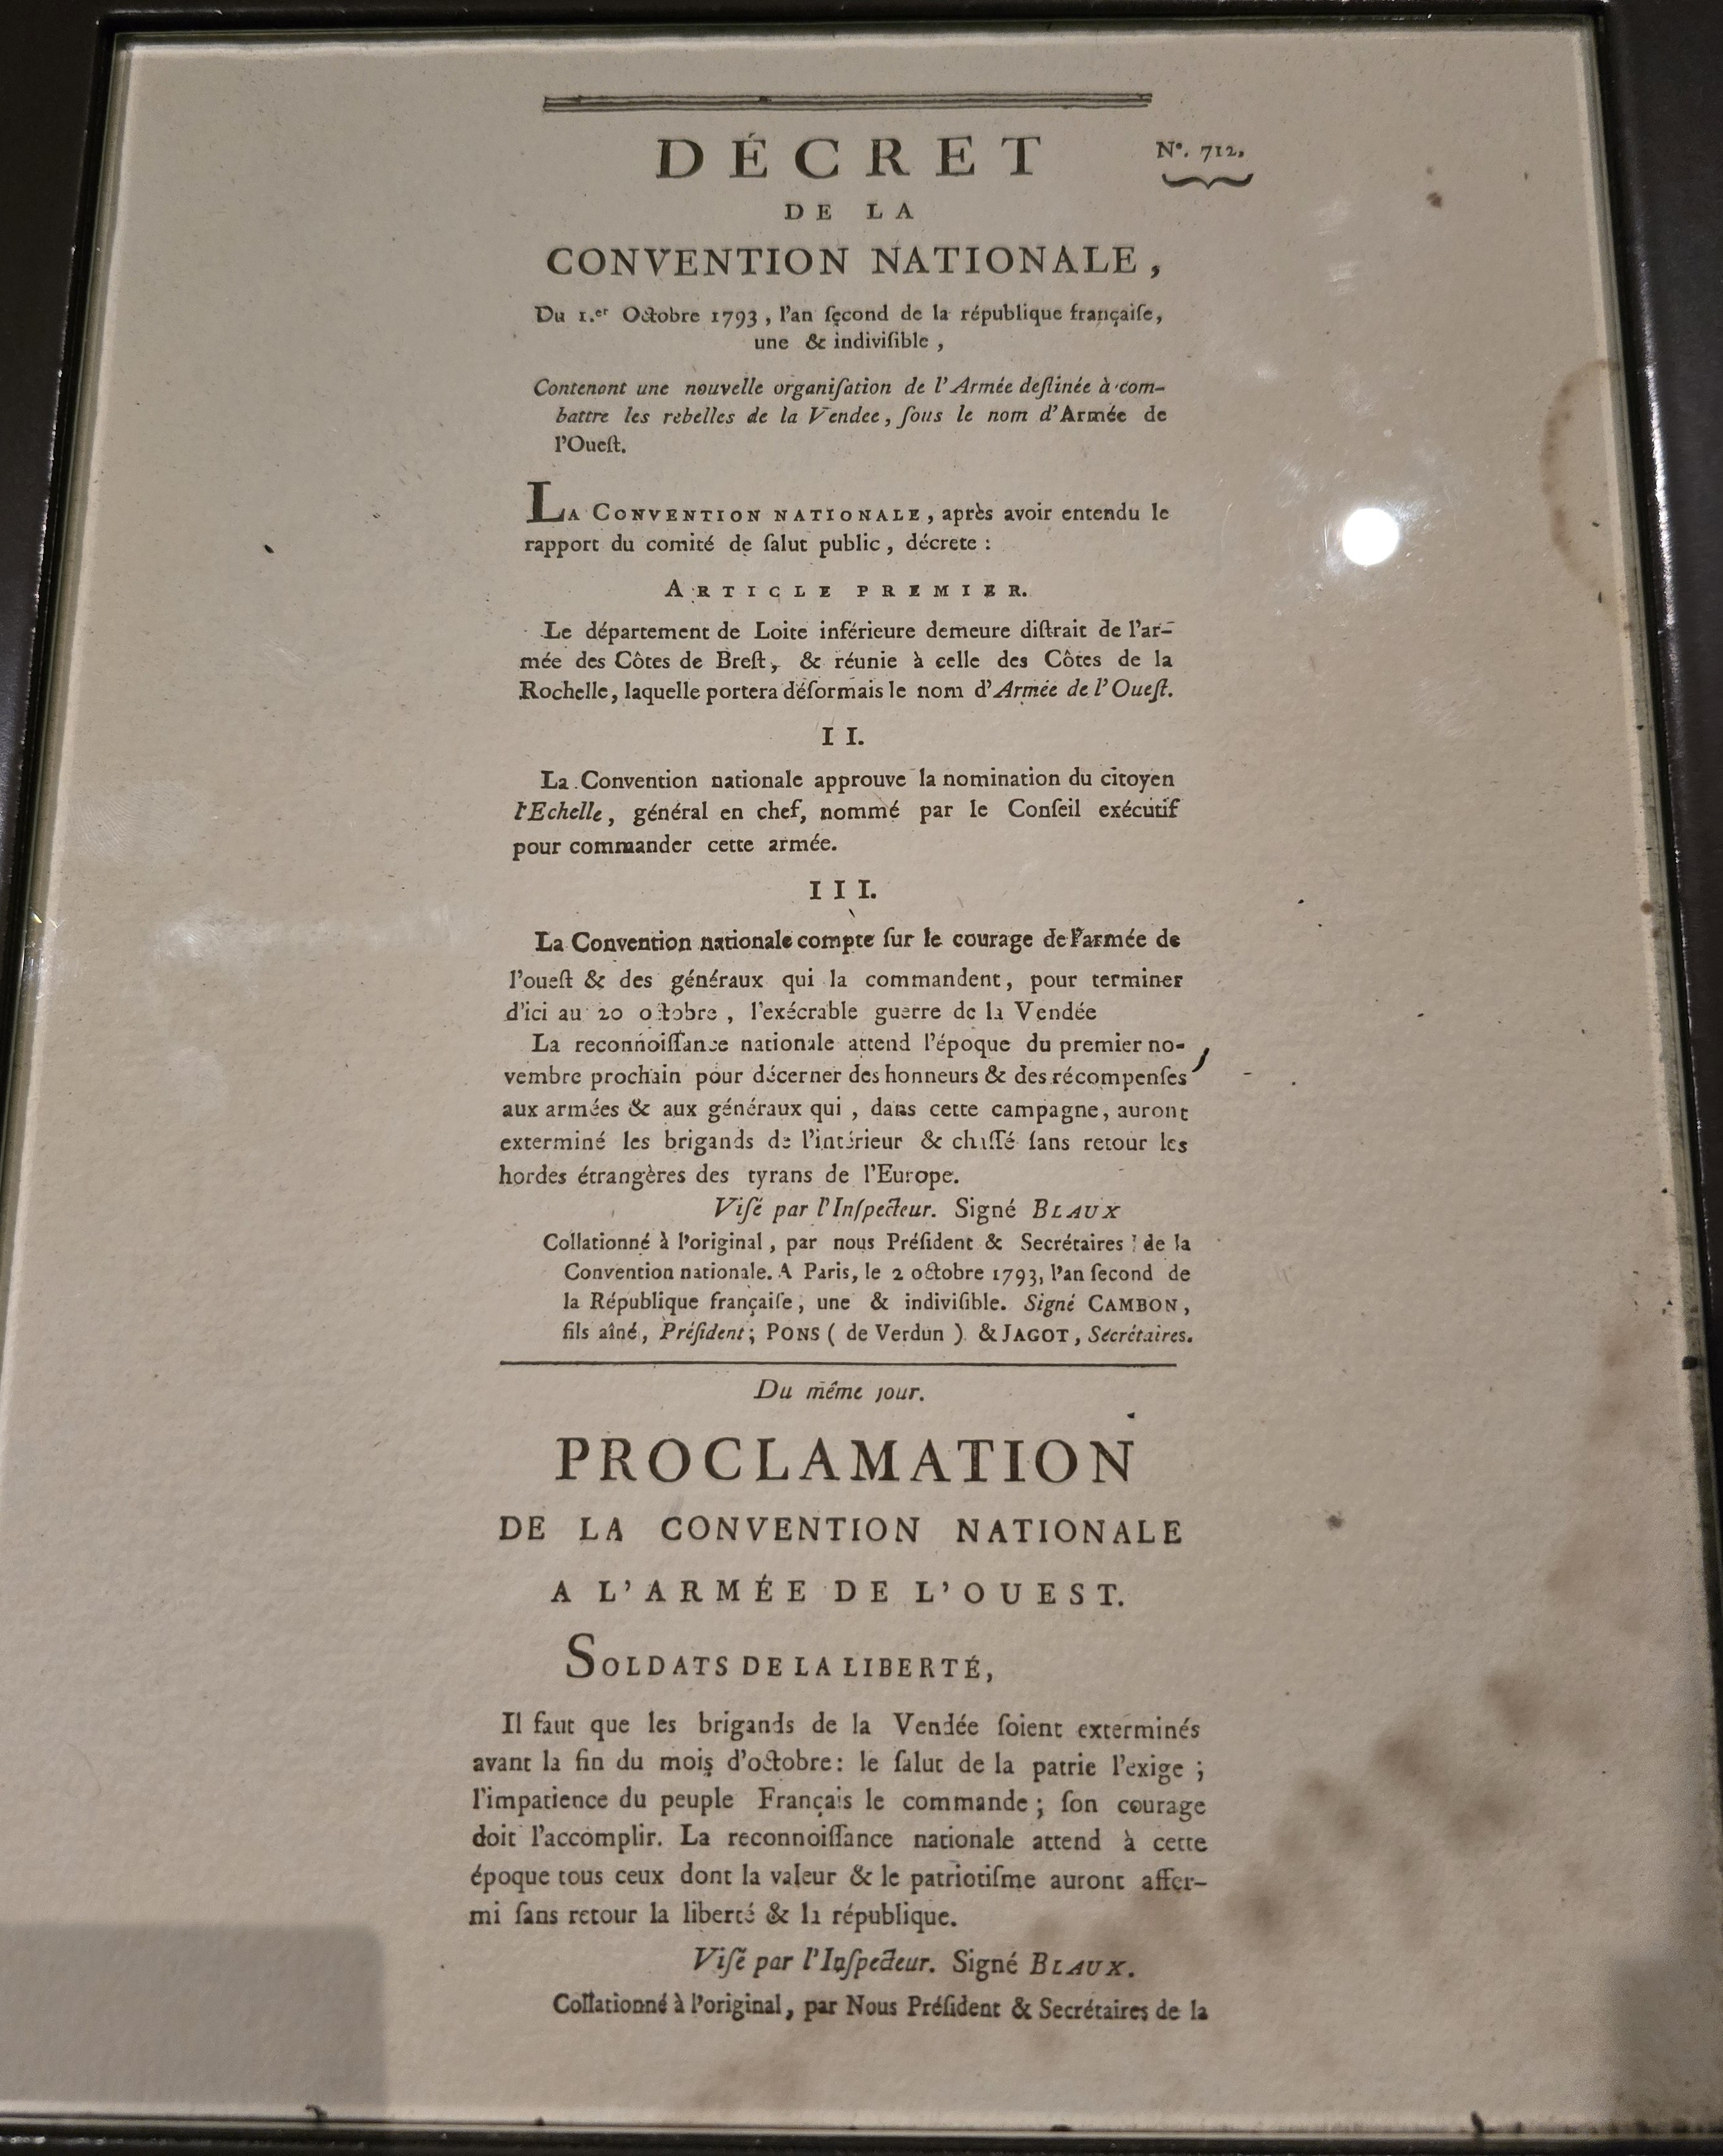 DÉCRET
Nº. 712.
DE LA
CONVENTION NATIONALE,
Du 1.er Octobre 1793, l'an ſecond de la république françaiſe,
une & indiviſible,
Contenent une nouvelle organiſation de l'Armée deſtinée à com-
battre les rebelles de la Vendee, ſous le nom d'Armée de
l'Oueſt.
LA CONVENTION NATIONALE, après avoir entendu le
rapport du comité de ſalut public, décrete :
ARTICLE PREMIER.
Le département de Loite inférieure demeure diſtrait de l'ar-
mée des Côtes de Breſt, & réunie à celle des Côtes de la
Rochelle, laquelle portera déſormais le nom d'Armée de l'Oueſt.
II.
La Convention nationale approuve la nomination du citoyen
l'Echelle, général en chef, nommé par le Conſeil exécutif
pour commander cette armée.
III.
La Convention nationale compte ſur le courage de l'armée de
l'oueſt & des généraux qui la commandent, pour terminer
d'ici au 20 octobre, l'exécrable guerre de la Vendée
La reconnoiſſance nationale attend l'époque du premier no-
vembre prochain pour décerner des honneurs & des récompenſes
aux armées & aux généraux qui, dans cette campagne, auront
exterminé les brigands de l'intérieur & chaſſé ſans retour les
hordes étrangères des tyrans de l'Europe.
Viſé par l'Inſpecteur. Signé BLAUX
Collationné à l'original, par nous Préſident & Secrétaires de la
Convention nationale. A Paris, le 2 octobre 1793, l'an ſecond de
la République françaiſe, une & indiviſible. Signé CAMBON,
fils aîné, Préſident; PONS ( de Verdun ) & JAGOT, Sécrétaires.
Du même jour.
PROCLAMATION
DE LA CONVENTION NATIONALE
A L'ARMÉE DE L'OUEST.
SOLDATS DE LA LIBERTÉ,
Il faut que les brigands de la Vendée ſoient exterminés
avant la fin du mois d'octobre: le ſalut de la patrie l'exige ;
l'impatience du peuple Français le commande ; ſon courage
doit l'accomplir. La reconnoiſſance nationale attend à cette
époque tous ceux dont la valeur & le patriotiſme auront affer-
mi ſans retour la liberté & la république.
Viſé par l'Inſpecteur. Signé BLAUX.
Collationné à l'original, par Nous Préſident & Secrétaires de la